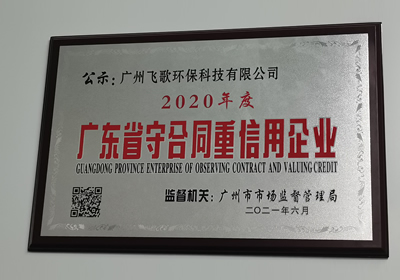 公示:广州飞歌环保科技有限公司
2020年度
广东省守合同重信用企业
GUANGDONG PROVINCE ENTERPRISE OF OBSERVING CONTRACT AND VALUING CREDIT
监督机关:广州市市场监督管理局
二〇二一年六月